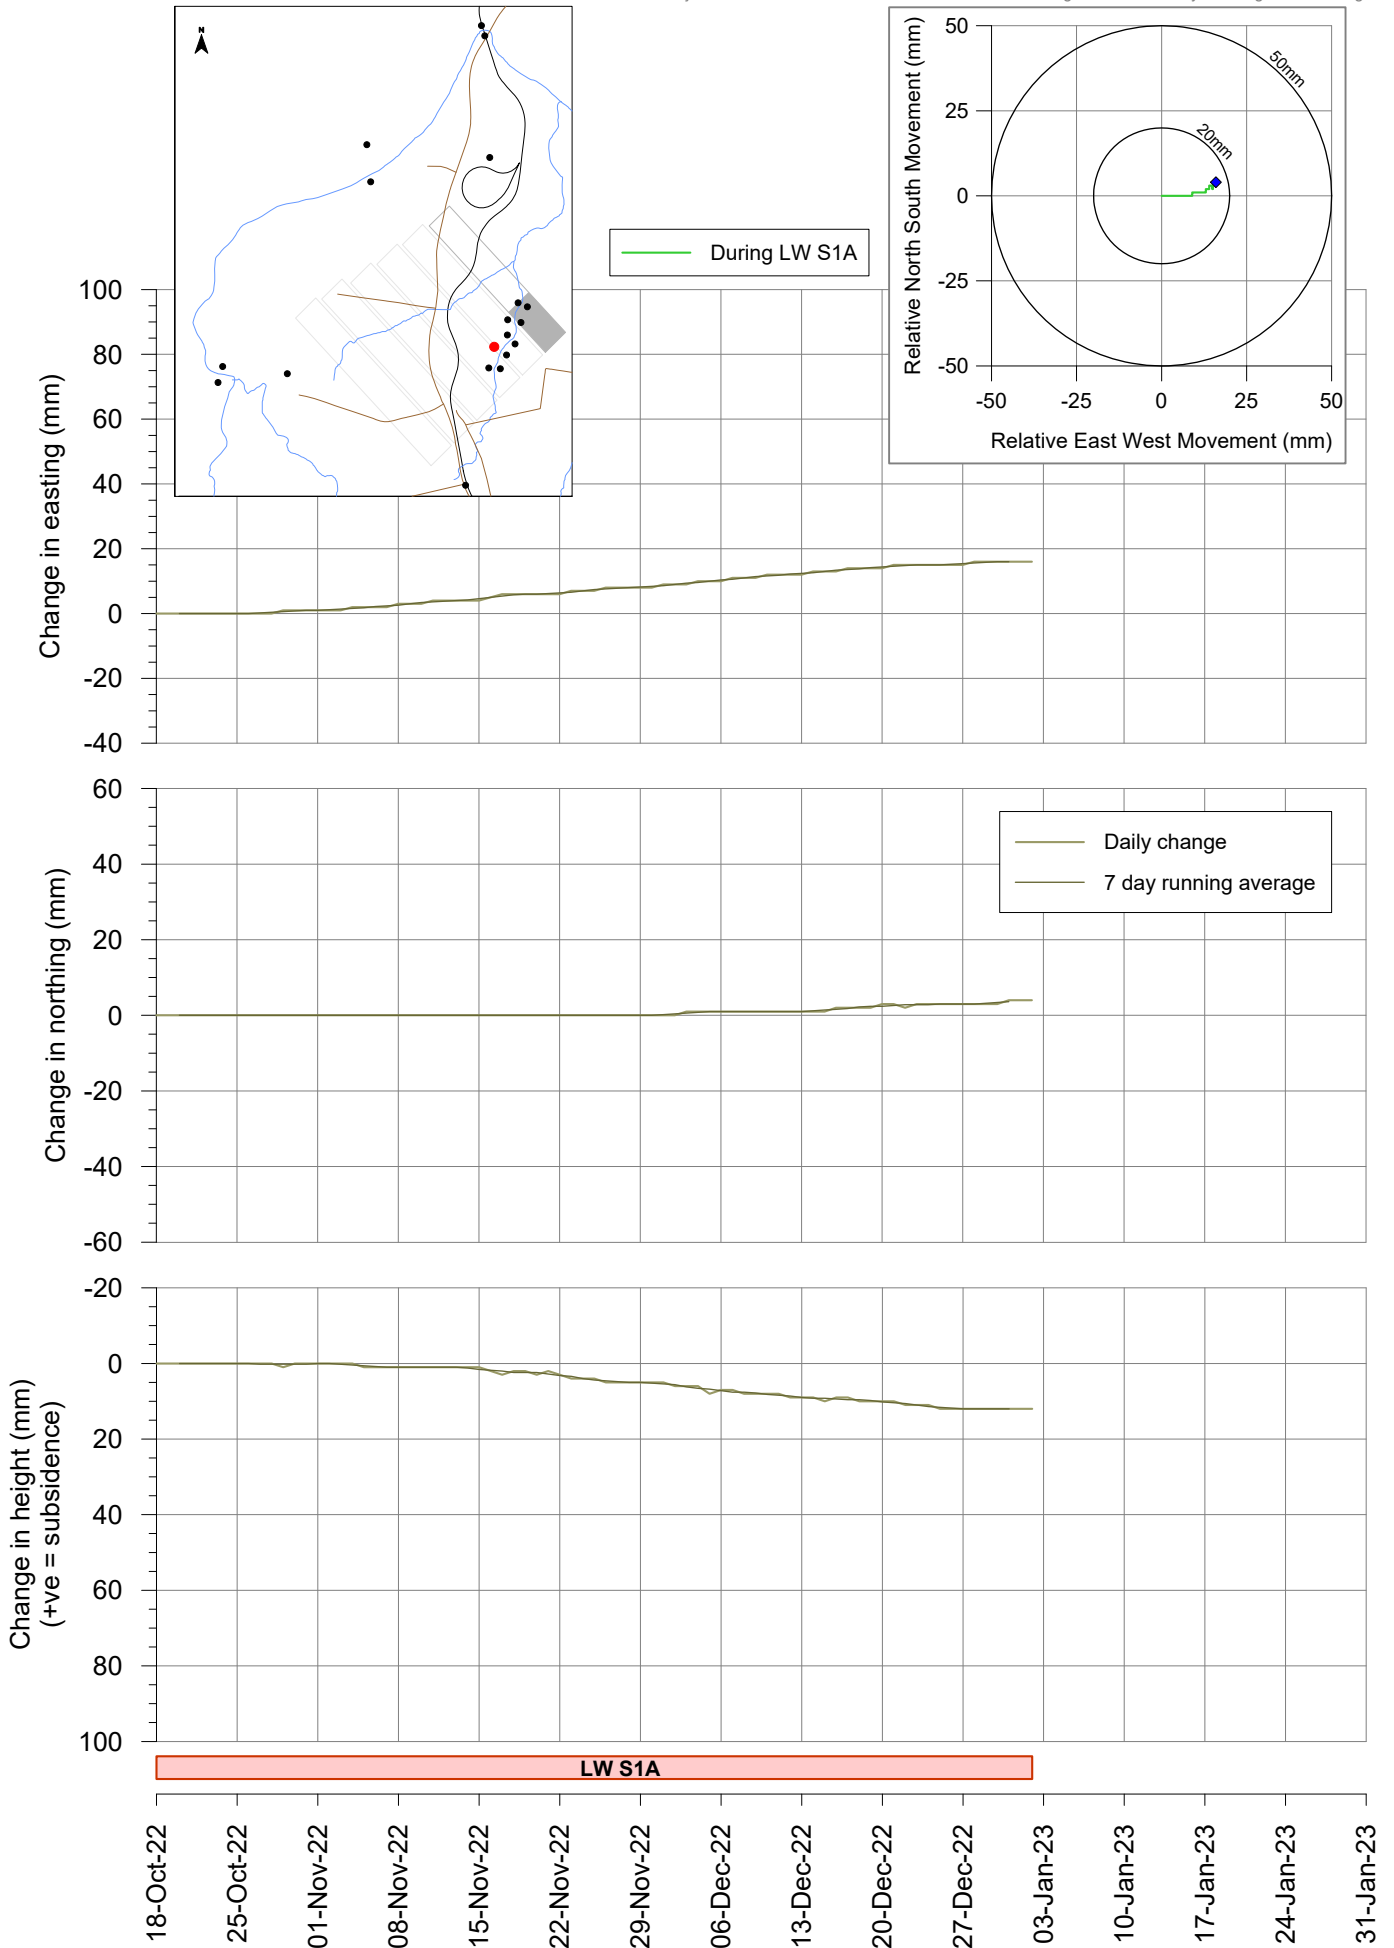 N
50
25
0
-25
-50
-50
-25
0
25
50
50mm
20mm
Relative North South Movement (mm)
Relative East West Movement (mm)
During LW S1A
100
80
60
40
20
0
-20
-40
Change in easting (mm)
60
40
20
0
-20
-40
-60
Change in northing (mm)
Daily change
7 day running average
-20
0
20
40
60
80
100
Change in height (mm)
(+ve = subsidence)
LW S1A
18-Oct-22
25-Oct-22
01-Nov-22
08-Nov-22
15-Nov-22
22-Nov-22
29-Nov-22
06-Dec-22
13-Dec-22
20-Dec-22
27-Dec-22
03-Jan-23
10-Jan-23
17-Jan-23
24-Jan-23
31-Jan-23